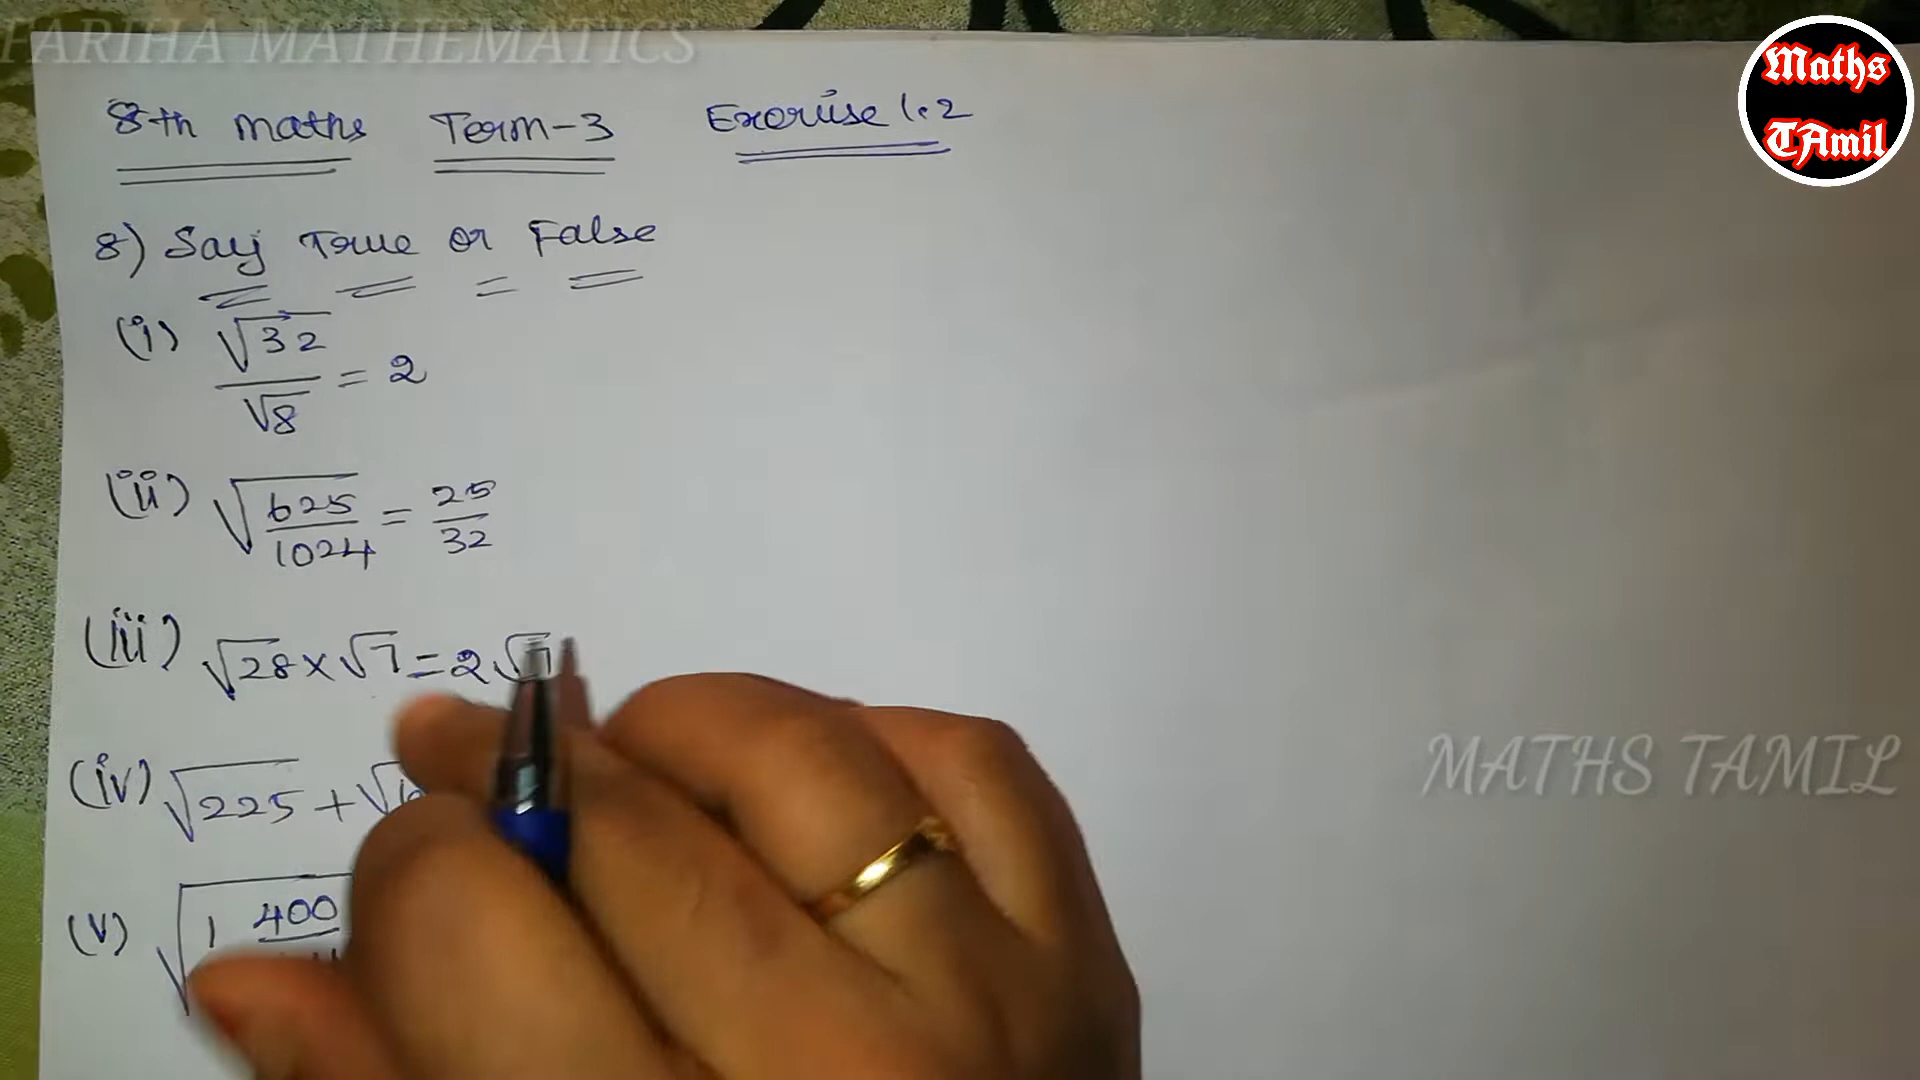 FARIHA MATHEMATICS
Maths
TAmil
8th maths Term-3 Exercise 1.2
8) Say True or False
(i) √32 / √8 = 2
(ii) √625/1024 = 25/32
(iii) √28 × √7 = 2√7
(iv) √225 + √
(v) √1 400
MATHS TAMIL